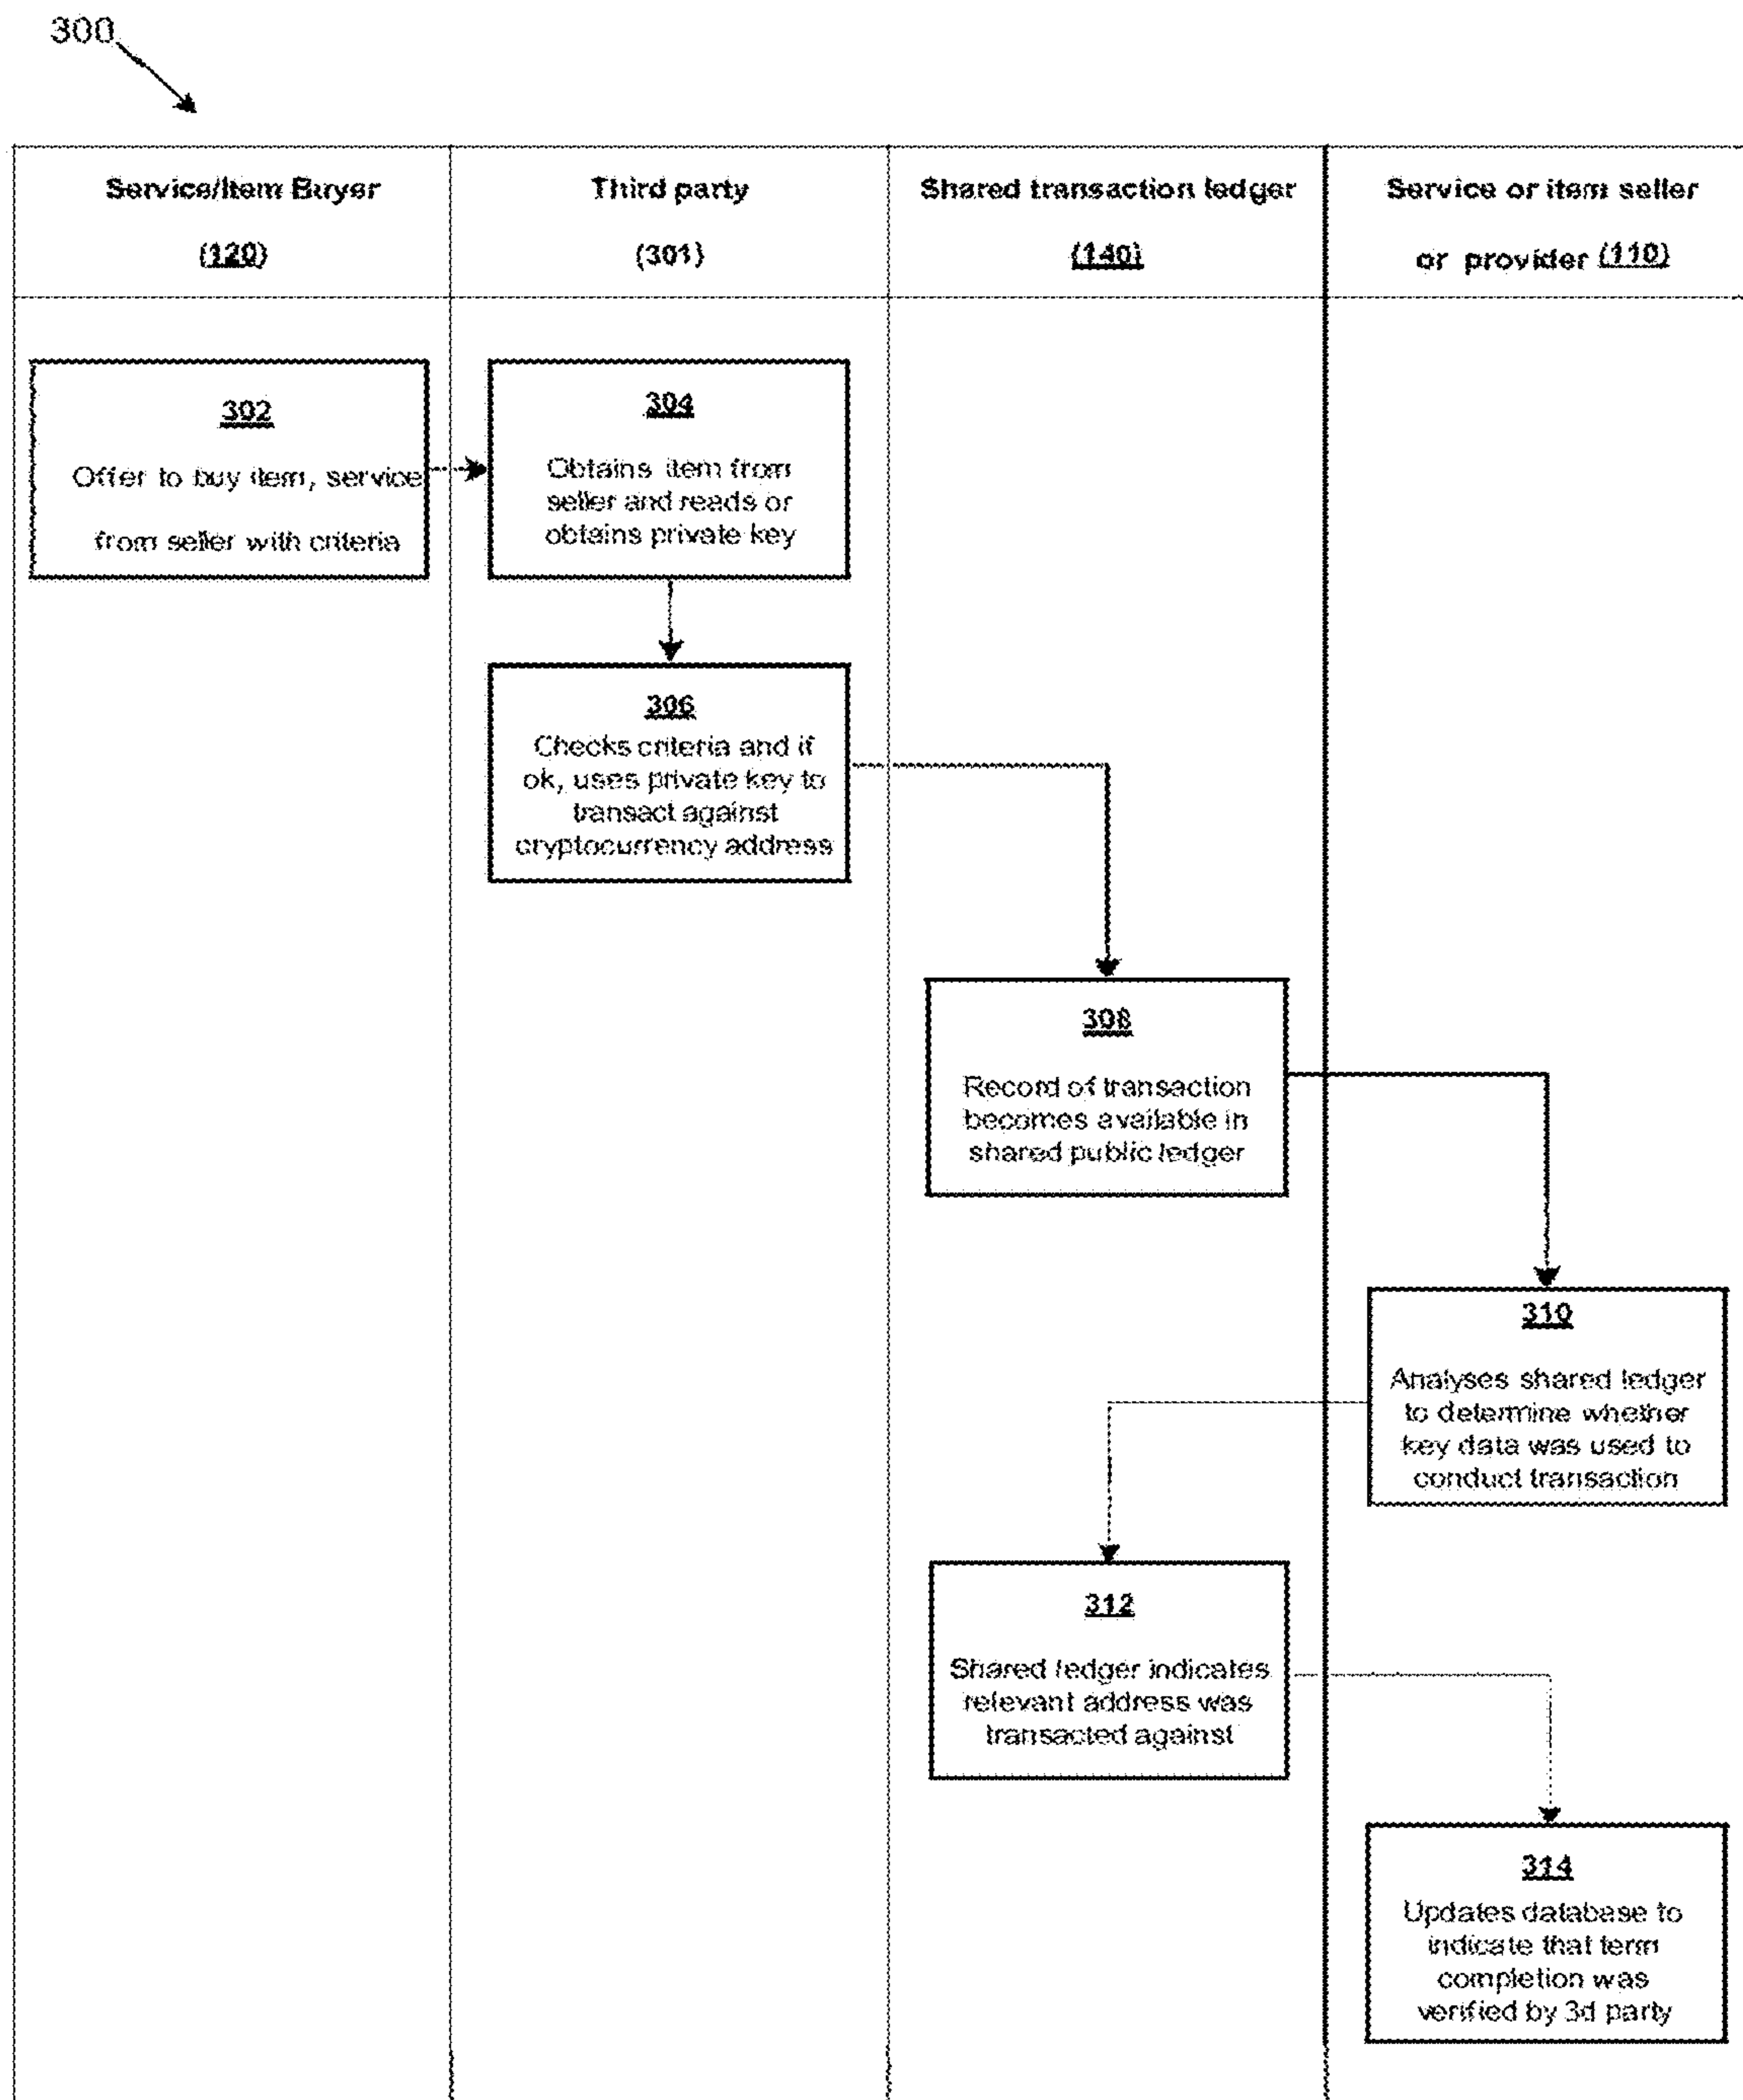 300
Service/Item Buyer
(120)
Third party
(301)
Shared transaction ledger
(140)
Service or item seller
or provider (110)
302
Offer to buy item, service
from seller with criteria
304
Obtains item from
seller and reads or
obtains private key
306
Checks criteria and if
ok, uses private key to
transact against
cryptocurrency address
308
Record of transaction
becomes available in
shared public ledger
310
Analyses shared ledger
to determine whether
key data was used to
conduct transaction
312
Shared ledger indicates
relevant address was
transacted against
314
Updates database to
indicate that term
completion was
verified by 3d party